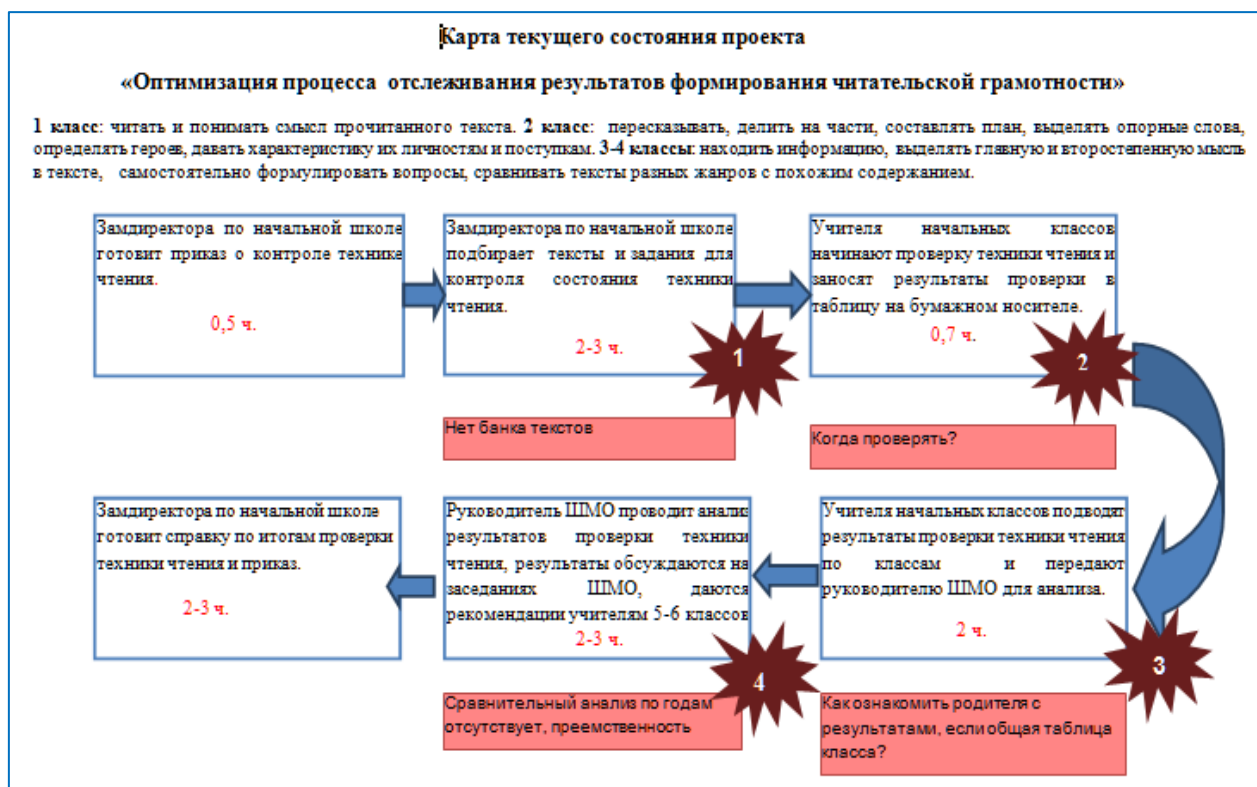 Карта текущего состояния проекта
«Оптимизация процесса отслеживания результатов формирования читательской грамотности»
1 класс: читать и понимать смысл прочитанного текста. 2 класс: пересказывать, делить на части, составлять план, выделять опорные слова,
определять героев, давать характеристику их личностям и поступкам. 3-4 классы: находить информацию, выделять главную и второстепенную мысль
в тексте, самостоятельно формулировать вопросы, сравнивать тексты разных жанров с похожим содержанием.
Замдиректора по начальной школе
готовит приказ о контроле технике
чтения.
0,5 ч.
Замдиректора по начальной школе
подбирает тексты и задания для
контроля состояния техники
чтения.
2-3 ч.
1
Учителя начальных классов
начинают проверку техники чтения и
заносят результаты проверки в
таблицу на бумажном носителе.
0,7 ч.
2
Нет банка текстов
Когда проверять?
Замдиректора по начальной школе
готовит справку по итогам проверки
техники чтения и приказ.
2-3 ч.
Руководитель ШМО проводит анализ
результатов проверки техники
чтения, результаты обсуждаются на
заседаниях ШМО, даются
рекомендации учителям 5-6 классов
2-3 ч.
4
Учителя начальных классов подводят
результаты проверки техники чтения
по классам и передают
руководителю ШМО для анализа.
2 ч.
3
Сравнительный анализ по годам
отсутствует, преемственность
Как ознакомить родителя с
результатами, если общая таблица
класса?